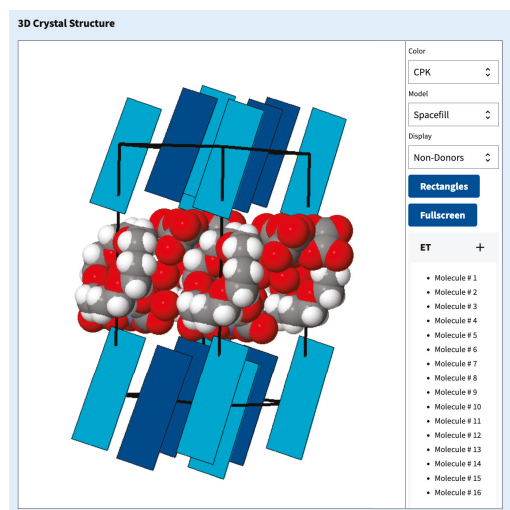 3D Crystal Structure
Color
CPK
Model
Spacefill
Display
Non-Donors
Rectangles
Fullscreen
ET +
• Molecule # 1
• Molecule # 2
• Molecule # 3
• Molecule # 4
• Molecule # 5
• Molecule # 6
• Molecule # 7
• Molecule # 8
• Molecule # 9
• Molecule # 10
• Molecule # 11
• Molecule # 12
• Molecule # 13
• Molecule # 14
• Molecule # 15
• Molecule # 16